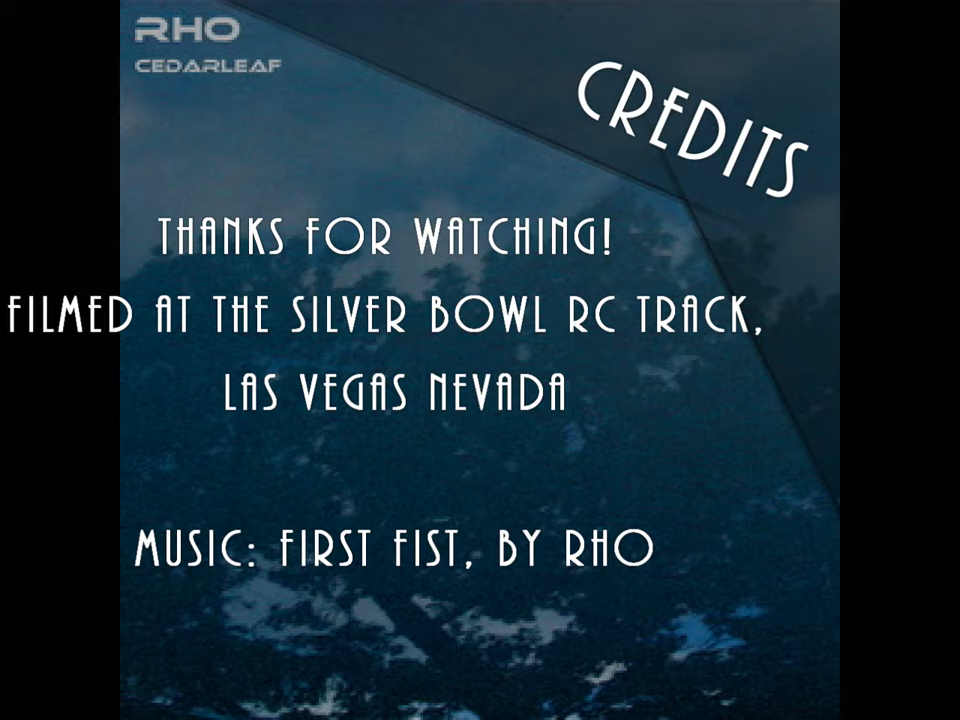 RHO
CEDARLEAF
CREDITS
THANKS FOR WATCHING!
FILMED AT THE SILVER BOWL RC TRACK,
LAS VEGAS NEVADA
MUSIC: FIRST FIST, BY RHO